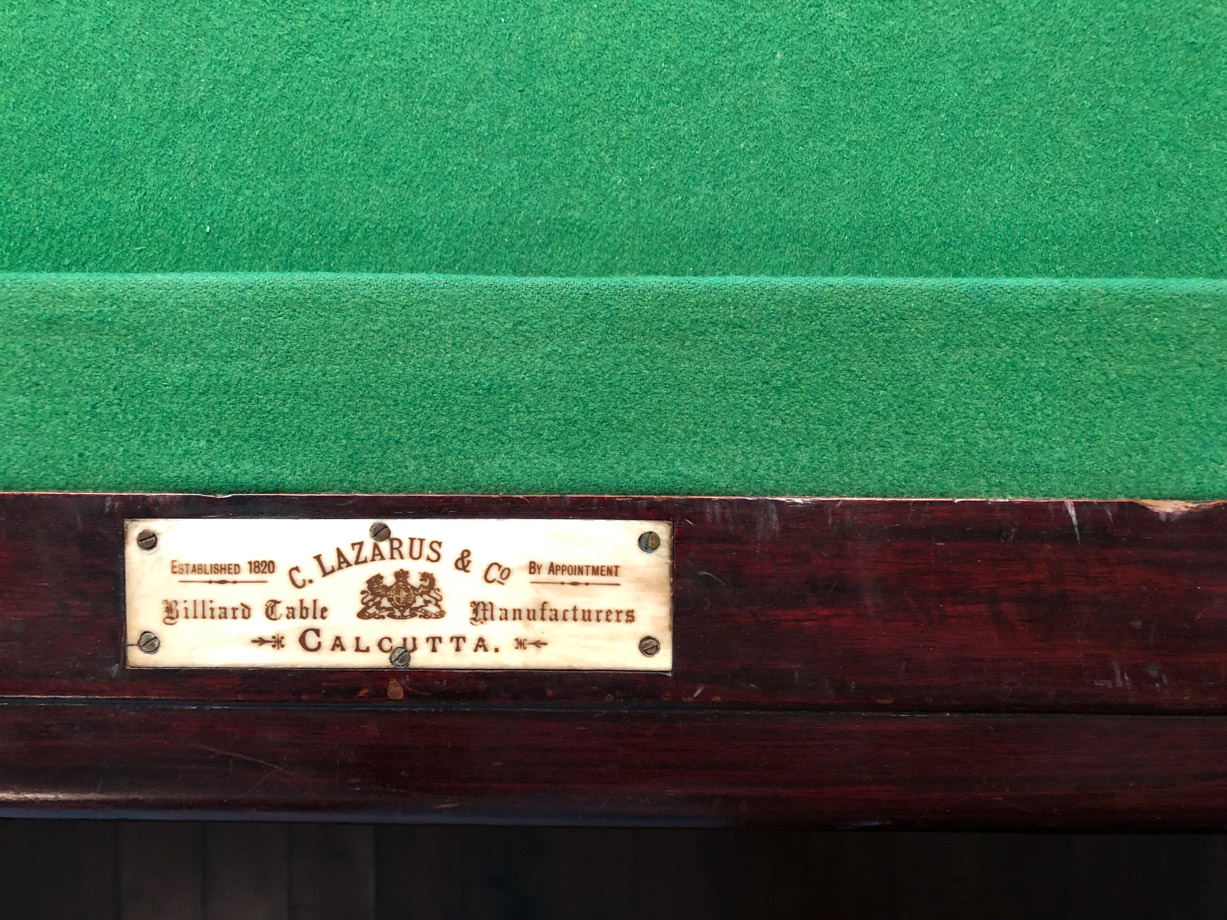 C. LAZARUS & Co
ESTABLISHED 1820
BY APPOINTMENT
Billiard Table Manufacturers
CALCUTTA.